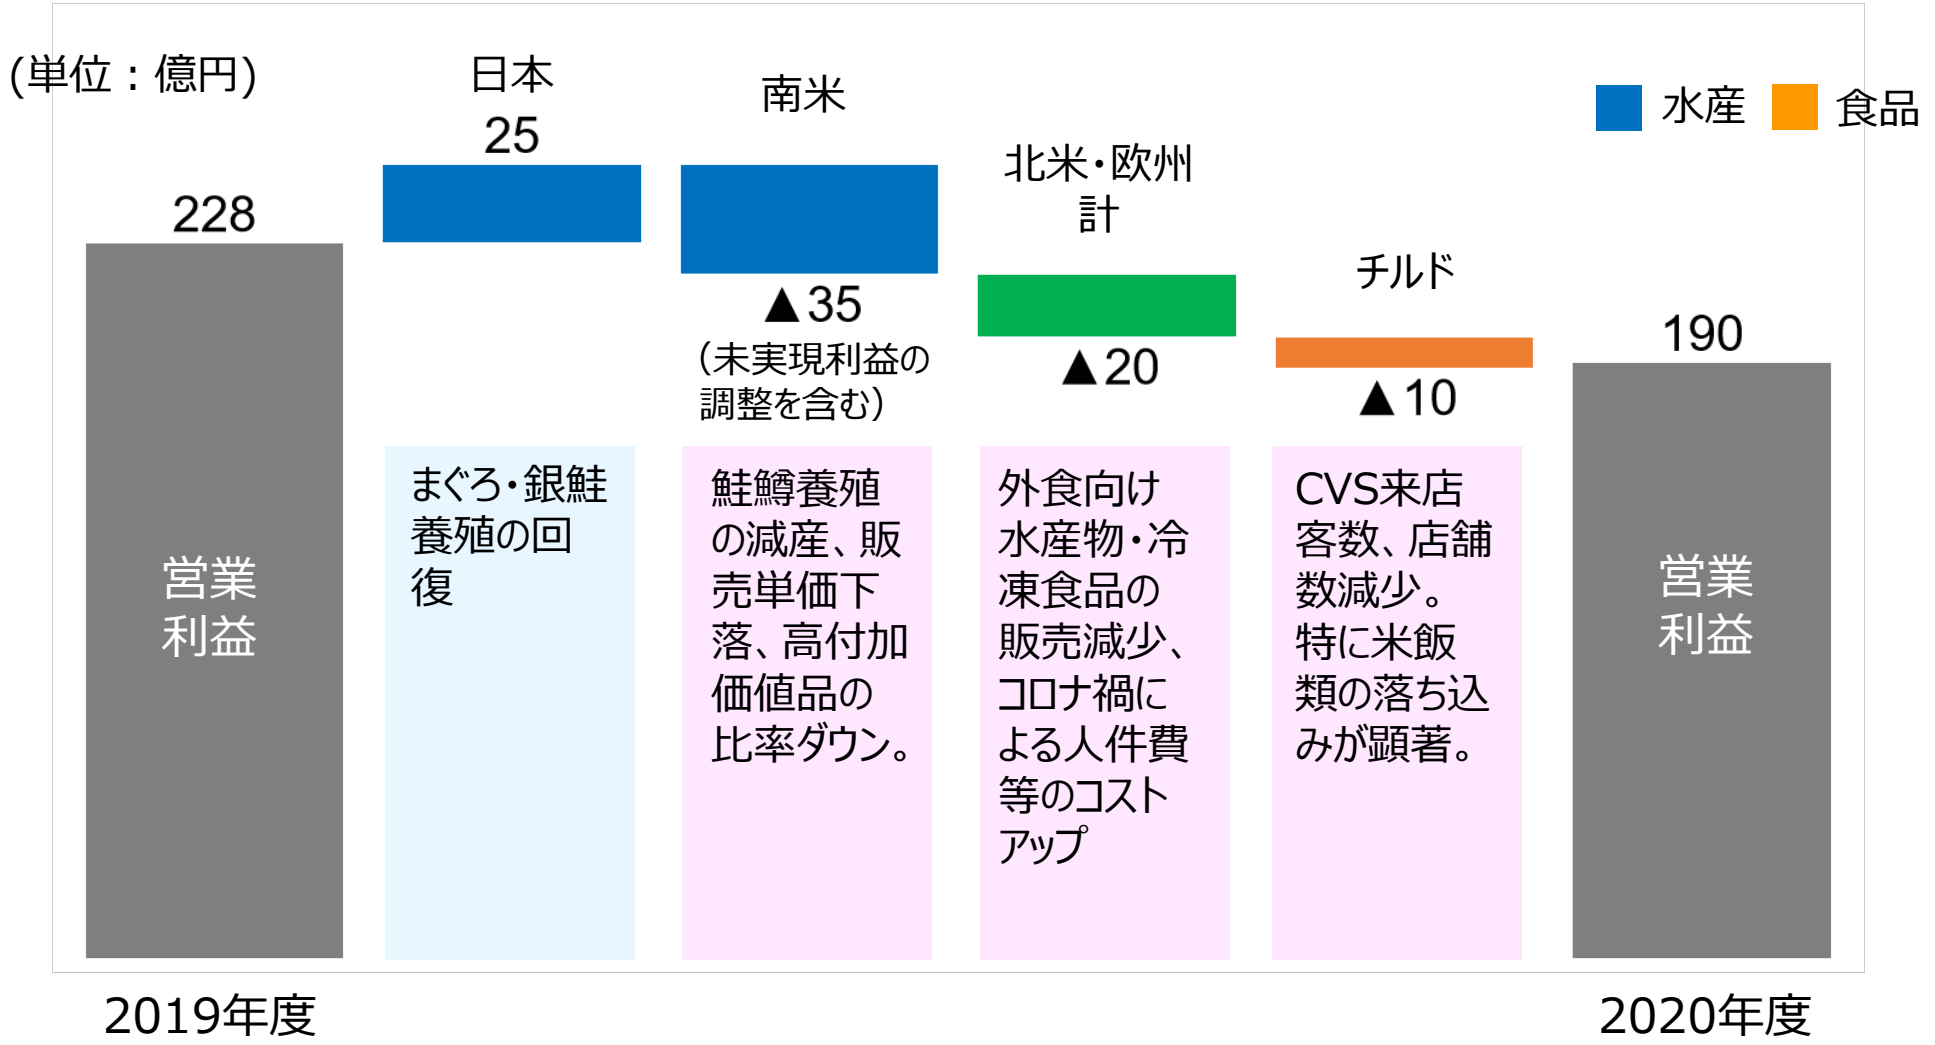 (単位：億円)
水産
食品
日本
25
南米
▲35
(未実現利益の
調整を含む)
北米・欧州
計
▲20
チルド
▲10
228
190
営業
利益
まぐろ・銀鮭
養殖の回
復
鮭鱒養殖
の減産、販
売単価下
落、高付加
価値品の
比率ダウン。
外食向け
水産物・冷
凍食品の
販売減少、
コロナ禍に
よる人件費
等のコスト
アップ
CVS来店
客数、店舗
数減少。
特に米飯
類の落ち込
みが顕著。
営業
利益
2019年度
2020年度